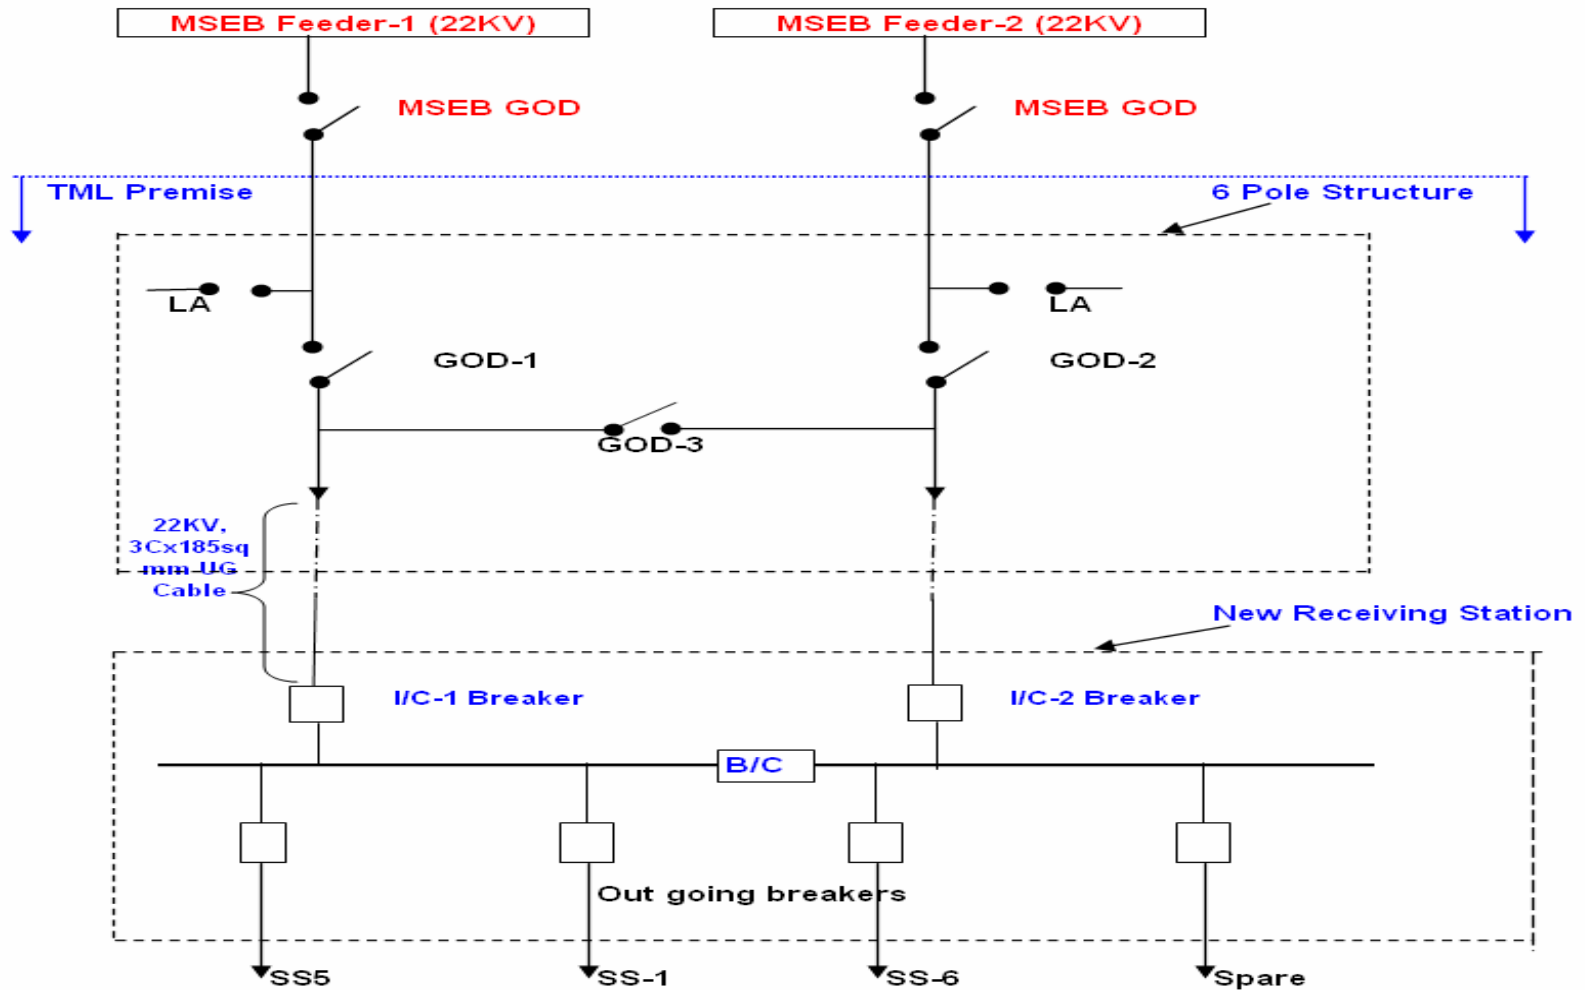 MSEB Feeder-1 (22KV)
MSEB Feeder-2 (22KV)
MSEB GOD
MSEB GOD
TML Premise
6 Pole Structure
LA
LA
GOD-1
GOD-2
GOD-3
22KV,
3Cx185sq
mm UG
Cable
New Receiving Station
I/C-1 Breaker
I/C-2 Breaker
B/C
Out going breakers
SS5
SS-1
SS-6
Spare